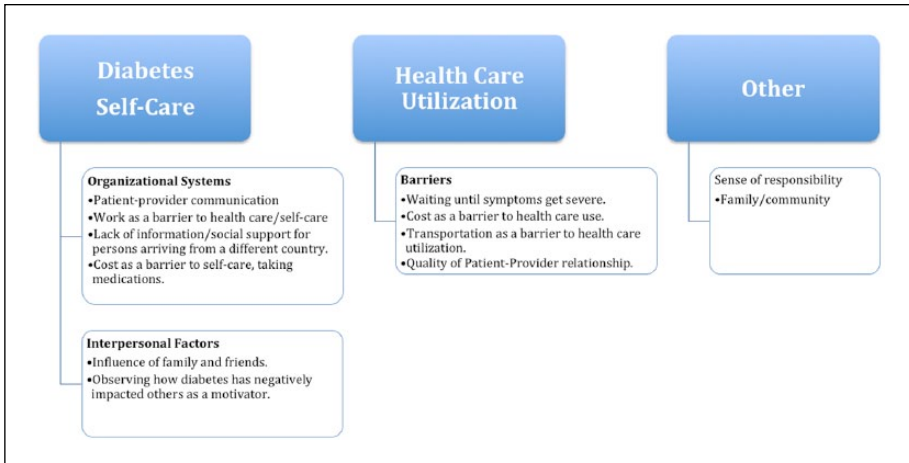 Diabetes
Self-Care
Organizational Systems
•Patient-provider communication
•Work as a barrier to health care/self-care
•Lack of information/social support for
persons arriving from a different country.
•Cost as a barrier to self-care, taking
medications.
Interpersonal Factors
•Influence of family and friends.
•Observing how diabetes has negatively
impacted others as a motivator.
Health Care
Utilization
Barriers
•Waiting until symptoms get severe.
•Cost as a barrier to health care use.
•Transportation as a barrier to health care
utilization.
•Quality of Patient-Provider relationship.
Other
Sense of responsibility
•Family/community